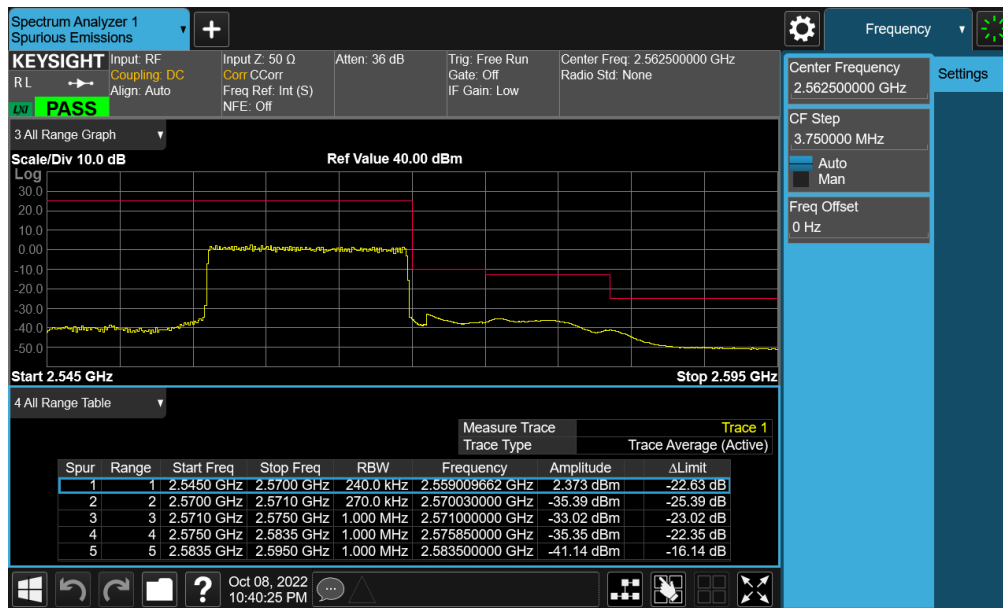 Spectrum Analyzer 1
Spurious Emissions
Frequency
KEYSIGHT
R L
LXI PASS
Input: RF
Coupling: DC
Align: Auto
Input Z: 50 Ω
Corr CCorr
Freq Ref: Int (S)
NFE: Off
Atten: 36 dB
Trig: Free Run
Gate: Off
IF Gain: Low
Center Freq: 2.562500000 GHz
Radio Std: None
Center Frequency
2.562500000 GHz
Settings
CF Step
3.750000 MHz
Auto
Man
Freq Offset
0 Hz
3 All Range Graph
Scale/Div 10.0 dB Ref Value 40.00 dBm
Log
30.0
20.0
10.0
0.00
-10.0
-20.0
-30.0
-40.0
-50.0
Start 2.545 GHz Stop 2.595 GHz
4 All Range Table
Measure Trace Trace 1
Trace Type Trace Average (Active)
Spur Range Start Freq Stop Freq RBW Frequency Amplitude ΔLimit
1 1 2.5450 GHz 2.5700 GHz 240.0 kHz 2.559009662 GHz 2.373 dBm -22.63 dB
2 2 2.5700 GHz 2.5710 GHz 270.0 kHz 2.570030000 GHz -35.39 dBm -25.39 dB
3 3 2.5710 GHz 2.5750 GHz 1.000 MHz 2.571000000 GHz -33.02 dBm -23.02 dB
4 4 2.5750 GHz 2.5835 GHz 1.000 MHz 2.575850000 GHz -35.35 dBm -22.35 dB
5 5 2.5835 GHz 2.5950 GHz 1.000 MHz 2.583500000 GHz -41.14 dBm -16.14 dB
?
Oct 08, 2022
10:40:25 PM